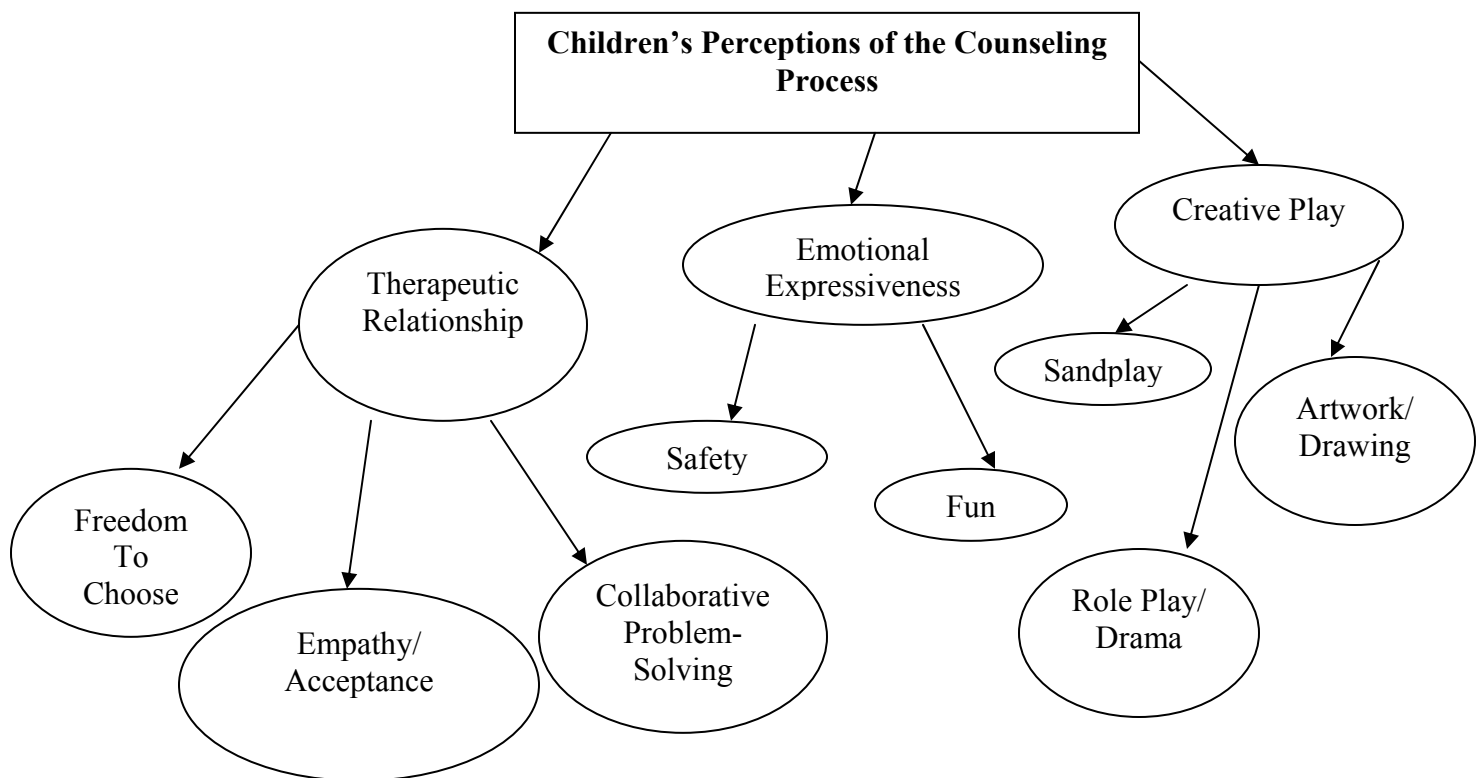 Children’s Perceptions of the Counseling
Process
Creative Play
Emotional
Expressiveness
Therapeutic
Relationship
Sandplay
Artwork/
Drawing
Safety
Fun
Freedom
To
Choose
Collaborative
Problem-
Solving
Role Play/
Drama
Empathy/
Acceptance